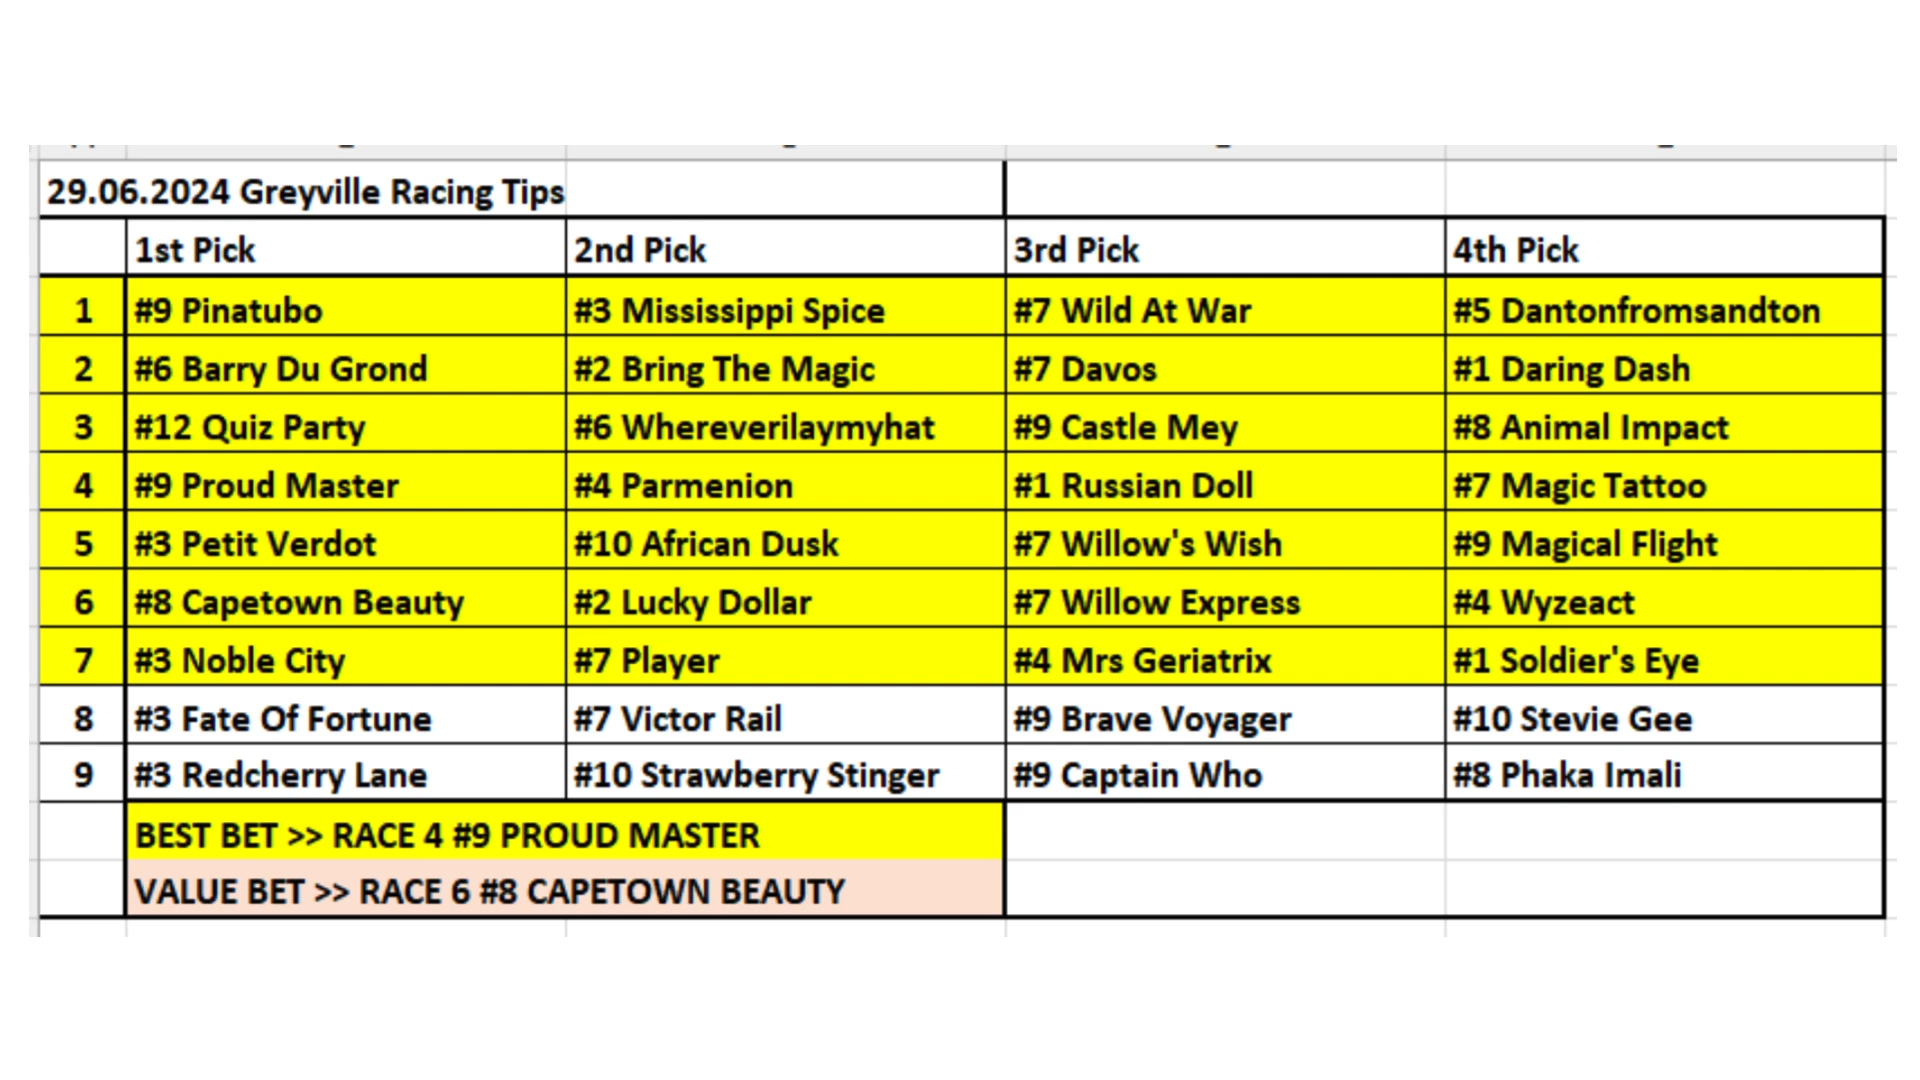 29.06.2024 Greyville Racing Tips
1st Pick 2nd Pick 3rd Pick 4th Pick
1 #9 Pinatubo #3 Mississippi Spice #7 Wild At War #5 Dantonfromsandton
2 #6 Barry Du Grond #2 Bring The Magic #7 Davos #1 Daring Dash
3 #12 Quiz Party #6 Whereverilaymyhat #9 Castle Mey #8 Animal Impact
4 #9 Proud Master #4 Parmenion #1 Russian Doll #7 Magic Tattoo
5 #3 Petit Verdot #10 African Dusk #7 Willow's Wish #9 Magical Flight
6 #8 Capetown Beauty #2 Lucky Dollar #7 Willow Express #4 Wyzeact
7 #3 Noble City #7 Player #4 Mrs Geriatrix #1 Soldier's Eye
8 #3 Fate Of Fortune #7 Victor Rail #9 Brave Voyager #10 Stevie Gee
9 #3 Redcherry Lane #10 Strawberry Stinger #9 Captain Who #8 Phaka Imali
BEST BET >> RACE 4 #9 PROUD MASTER
VALUE BET >> RACE 6 #8 CAPETOWN BEAUTY